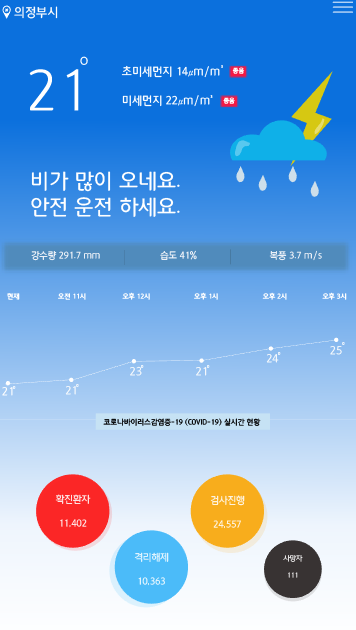 의정부시
21°
초미세먼지 14㎍m/m³ 좋음
미세먼지 22㎍m/m³ 좋음
비가 많이 오네요.
안전 운전 하세요.
강수량 291.7 mm 습도 41% 북풍 3.7 m/s
현재 오전 11시 오후 12시 오후 1시 오후 2시 오후 3시
21° 21° 23° 21° 24° 25°
코로나바이러스감염증-19 (COVID-19) 실시간 현황
확진환자 검사진행
11,402 24,557
격리해제 사망자
10,363 111